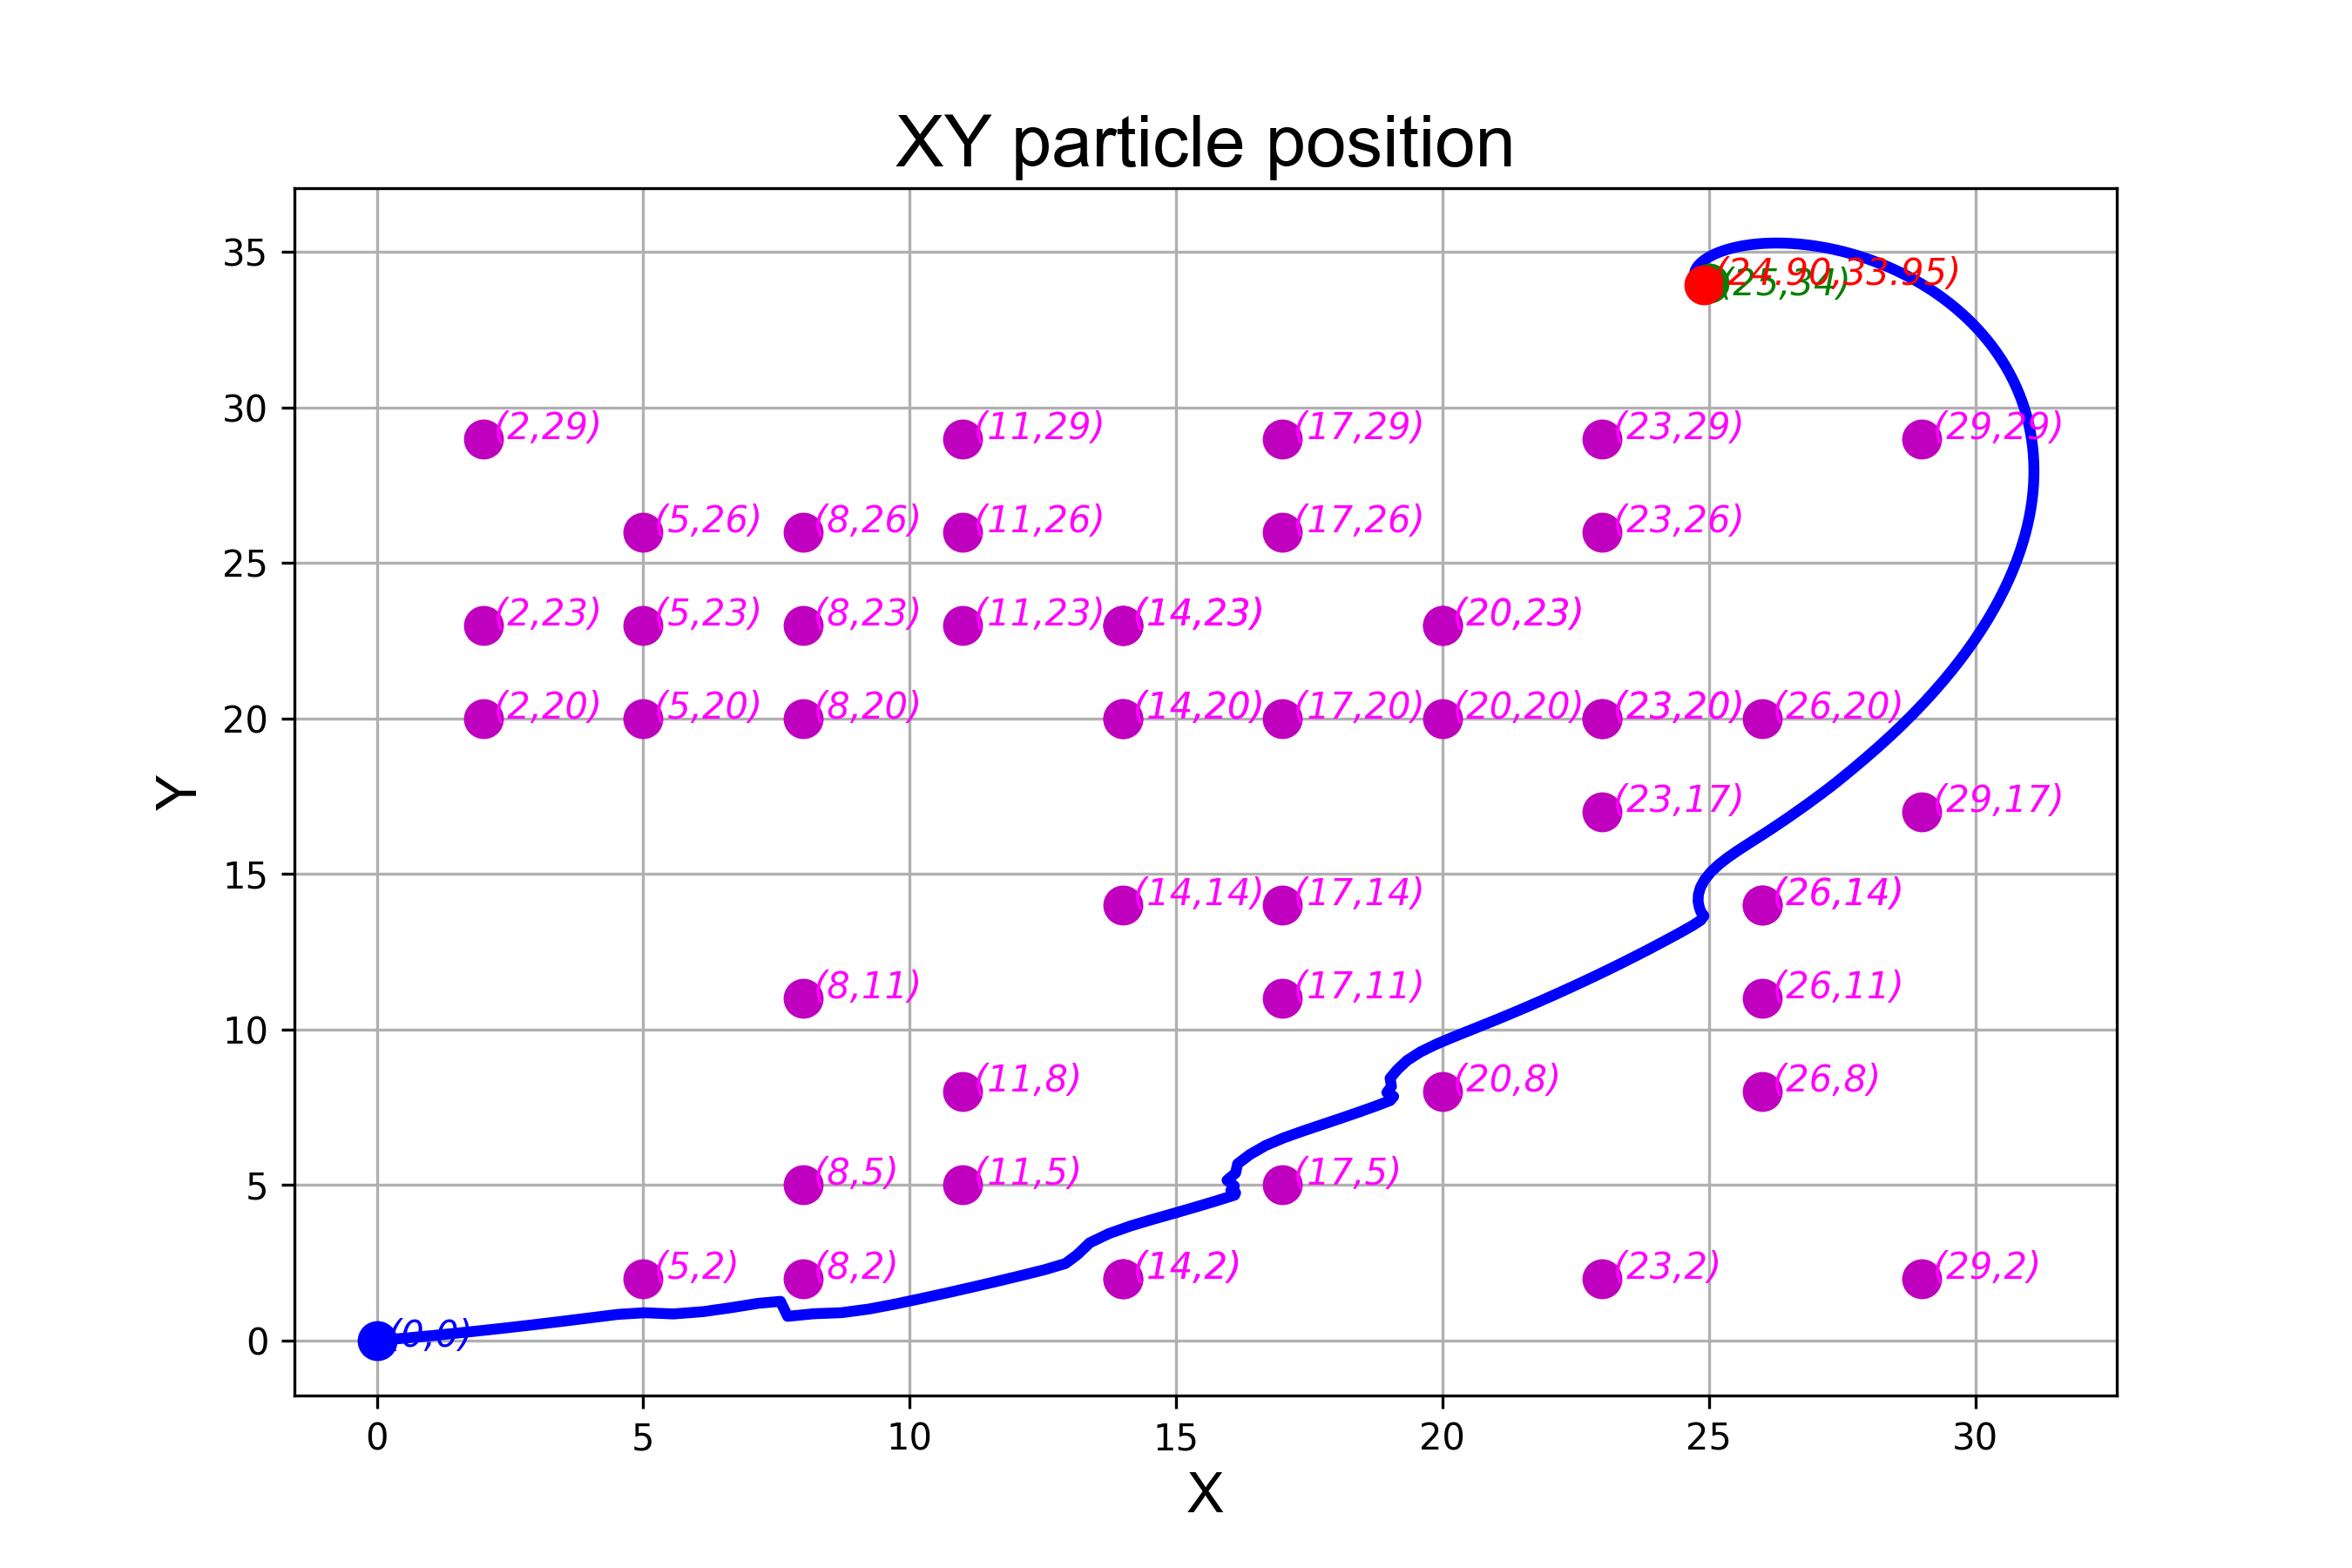 XY particle position
35
(24.90,33.95)
(25,34)
30
(2,29) (11,29) (17,29) (23,29) (29,29)
(5,26) (8,26) (11,26) (17,26) (23,26)
25
(2,23) (5,23) (8,23) (11,23) (14,23) (20,23)
20
(2,20) (5,20) (8,20) (14,20) (17,20) (20,20) (23,20) (26,20)
(23,17) (29,17)
Y
15
(14,14) (17,14) (26,14)
(8,11) (17,11) (26,11)
10
(11,8) (20,8) (26,8)
5
(8,5) (11,5) (17,5)
(5,2) (8,2) (14,2) (23,2) (29,2)
0
(0,0)
0 5 10 15 20 25 30
X